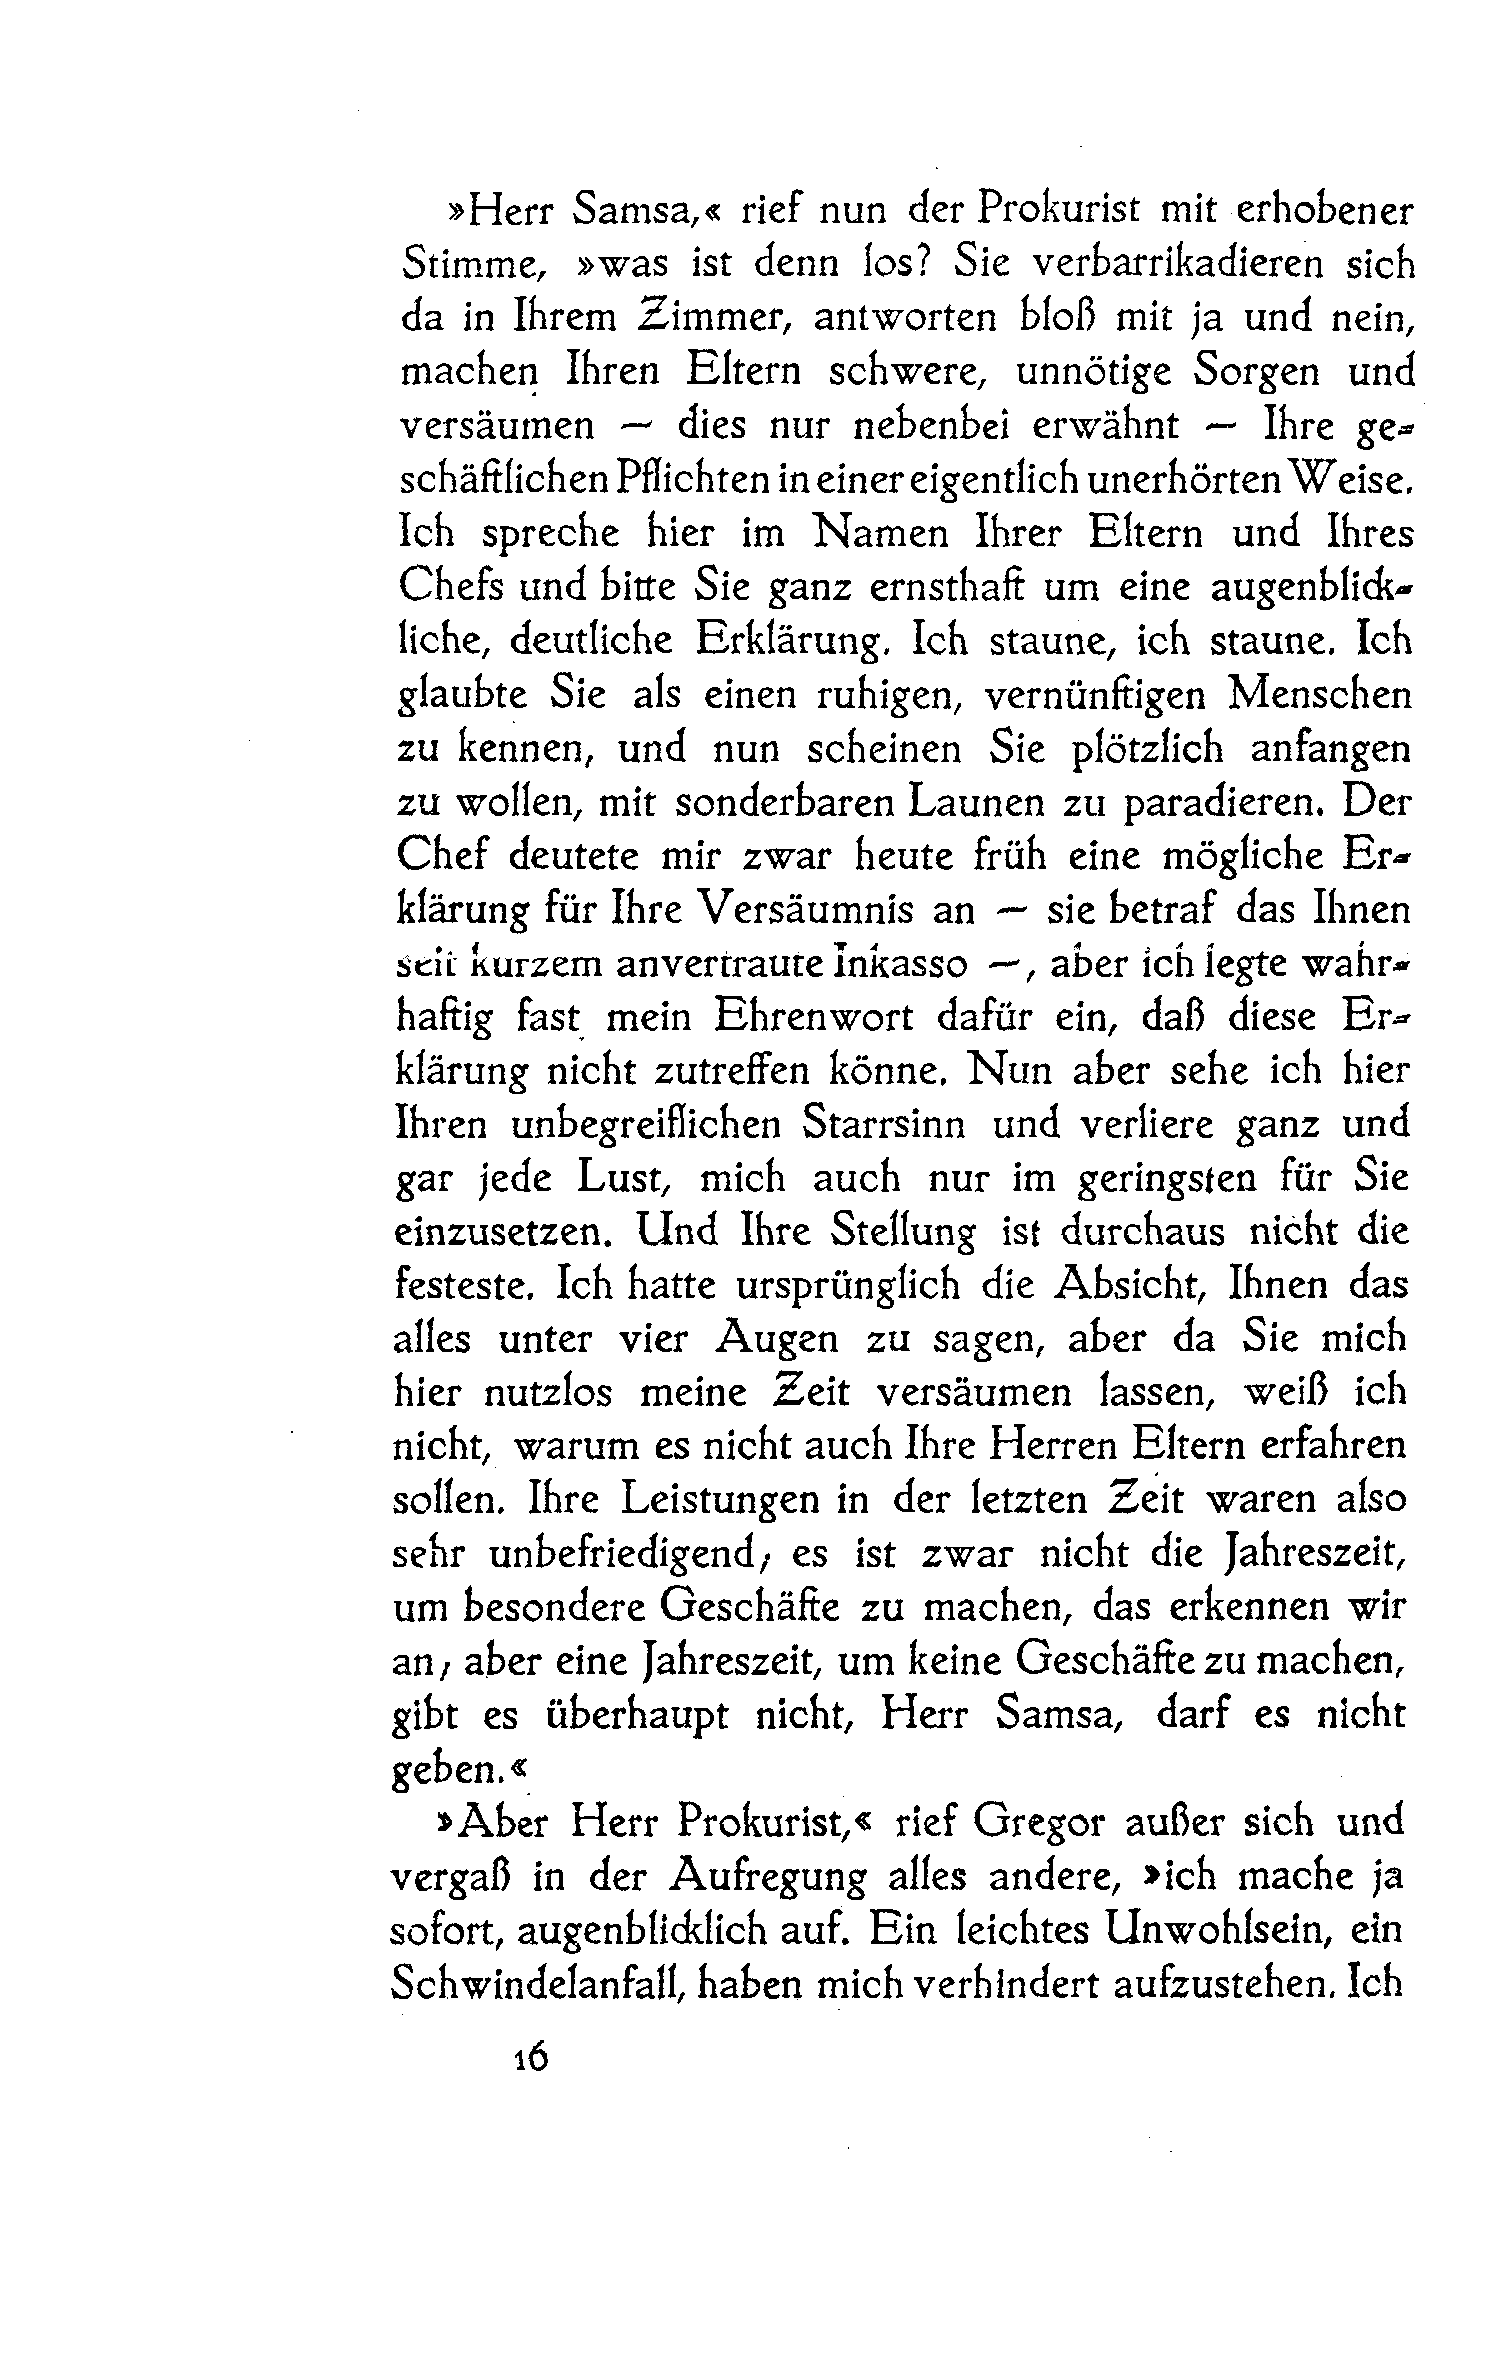 »Herr Samsa,« rief nun der Prokurist mit erhobener
Stimme, »was ist denn los? Sie verbarrikadieren sich
da in Ihrem Zimmer, antworten bloß mit ja und nein,
machen Ihren Eltern schwere, unnötige Sorgen und
versäumen — dies nur nebenbei erwähnt — Ihre ge-
schäftlichen Pflichten in einer eigentlich unerhörten Weise.
Ich spreche hier im Namen Ihrer Eltern und Ihres
Chefs und bitte Sie ganz ernsthaft um eine augenblick-
liche, deutliche Erklärung. Ich staune, ich staune. Ich
glaubte Sie als einen ruhigen, vernünftigen Menschen
zu kennen, und nun scheinen Sie plötzlich anfangen
zu wollen, mit sonderbaren Launen zu paradieren. Der
Chef deutete mir zwar heute früh eine mögliche Er-
klärung für Ihre Versäumnis an — sie betraf das Ihnen
seit kurzem anvertraute Inkasso —, aber ich legte wahr-
haftig fast mein Ehrenwort dafür ein, daß diese Er-
klärung nicht zutreffen könne. Nun aber sehe ich hier
Ihren unbegreiflichen Starrsinn und verliere ganz und
gar jede Lust, mich auch nur im geringsten für Sie
einzusetzen. Und Ihre Stellung ist durchaus nicht die
festeste. Ich hatte ursprünglich die Absicht, Ihnen das
alles unter vier Augen zu sagen, aber da Sie mich
hier nutzlos meine Zeit versäumen lassen, weiß ich
nicht, warum es nicht auch Ihre Herren Eltern erfahren
sollen. Ihre Leistungen in der letzten Zeit waren also
sehr unbefriedigend; es ist zwar nicht die Jahreszeit,
um besondere Geschäfte zu machen, das erkennen wir
an; aber eine Jahreszeit, um keine Geschäfte zu machen,
gibt es überhaupt nicht, Herr Samsa, darf es nicht
geben.«
»Aber Herr Prokurist,« rief Gregor außer sich und
vergaß in der Aufregung alles andere, »ich mache ja
sofort, augenblicklich auf. Ein leichtes Unwohlsein, ein
Schwindelanfall, haben mich verhindert aufzustehen. Ich
16